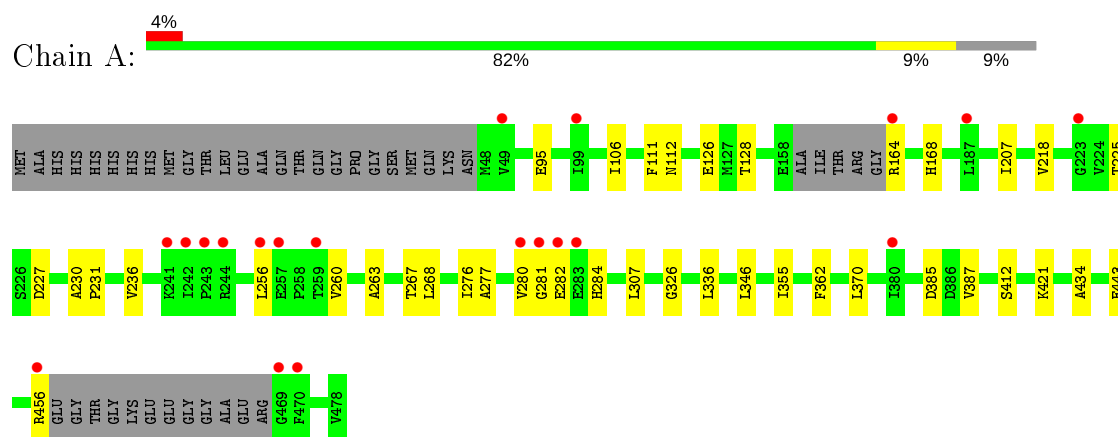 4%
Chain A:
82% 9% 9%
MET ALA HIS HIS HIS HIS HIS HIS MET GLY THR LEU GLU ALA GLN THR GLN GLY PRO GLY SER MET GLN LYS ASN M48 V49 E95 I99 I106 F111 N112 E126 M127 T128 E158 ALA ILE THR ARG GLY R164 H168 L187 I207 V218 G223 V224 T225
S226 D227 A230 P231 V236 K241 I242 P243 R244 L256 E257 P258 T259 V260 A263 T267 L268 I276 A277 V280 G281 E282 E283 H284 L307 G326 L336 L346 I355 F362 L370 I380 D385 D386 V387 S412 K421 A434
R456 GLU GLY THR GLY LYS GLU GLU GLY GLY ALA GLU ARG G469 F470 V478